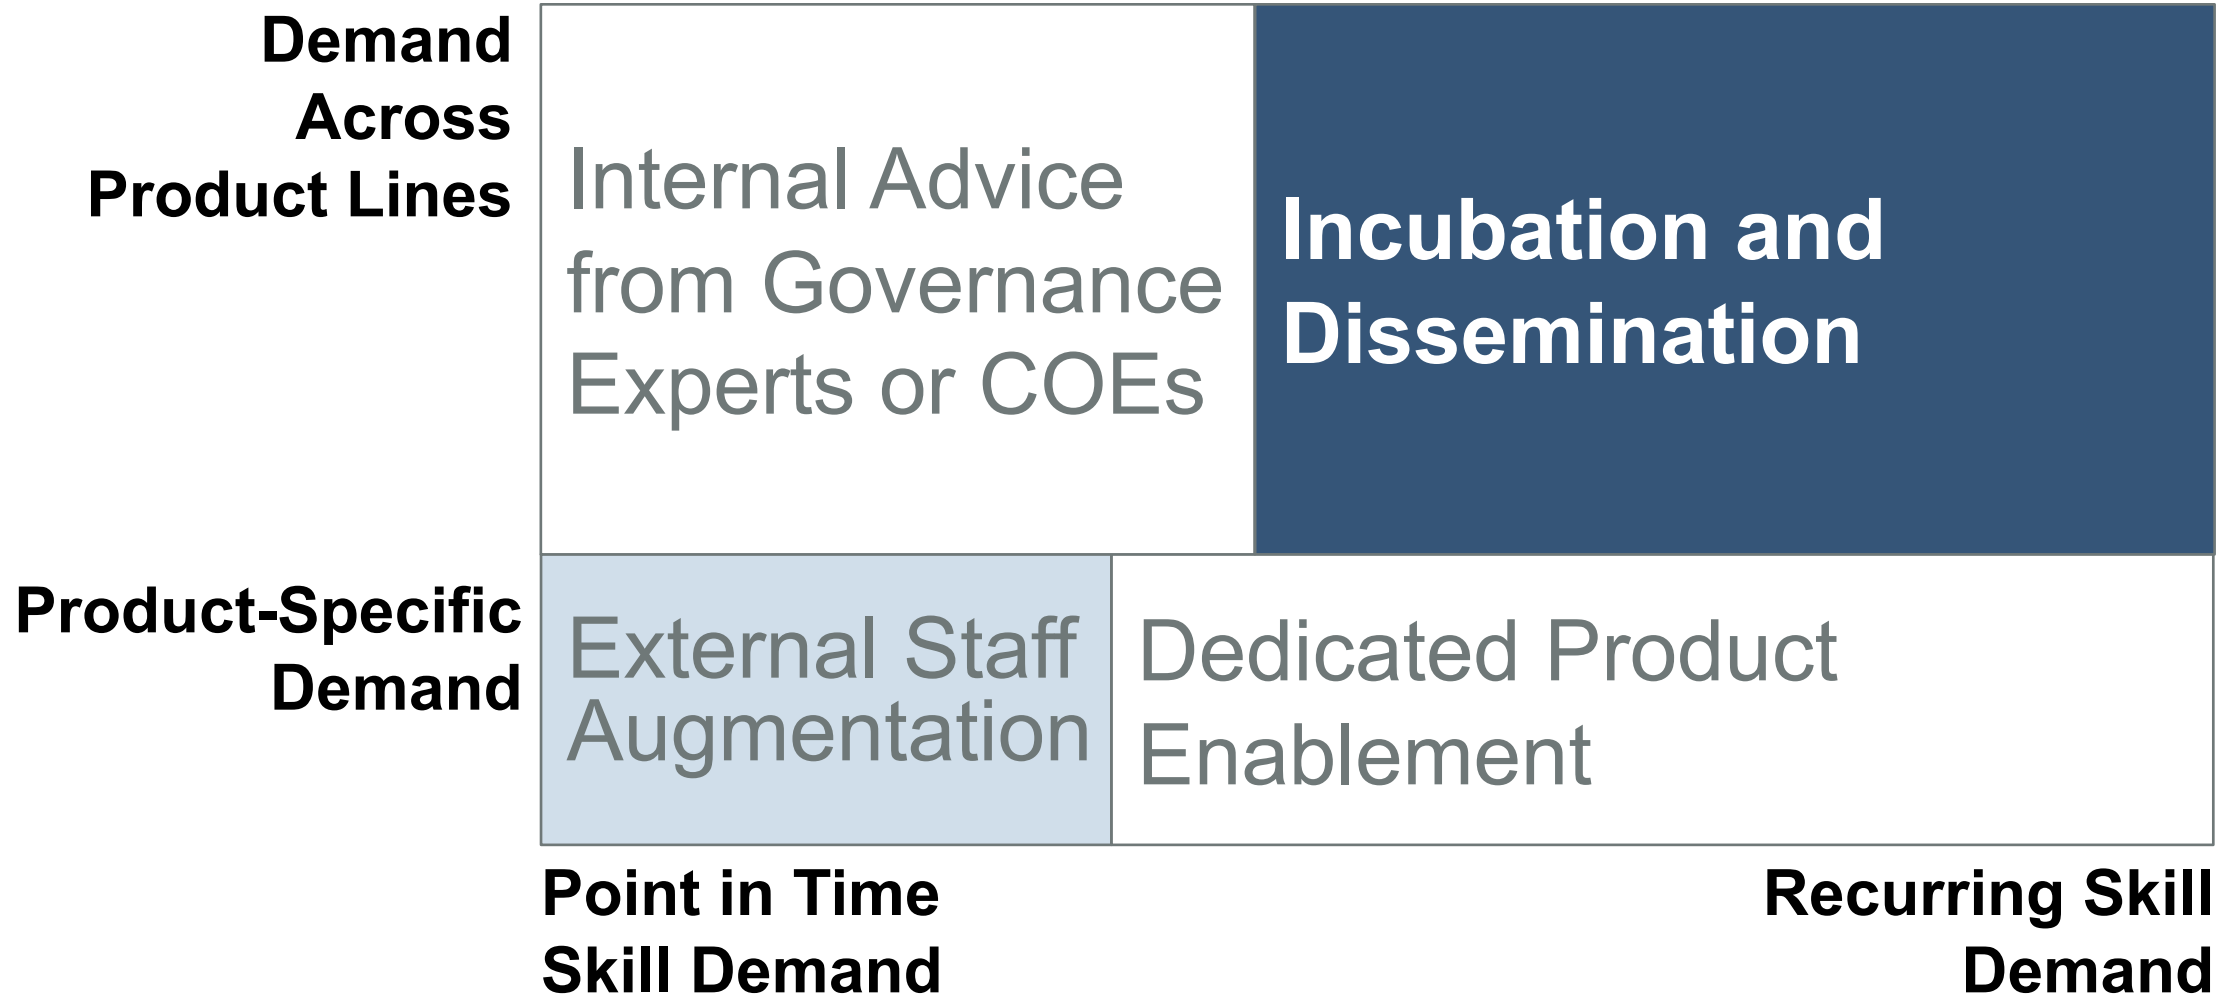 Demand
Across
Product Lines
Internal Advice
from Governance
Experts or COEs
Incubation and
Dissemination
Product-Specific
Demand
External Staff
Augmentation
Dedicated Product
Enablement
Point in Time
Skill Demand
Recurring Skill
Demand